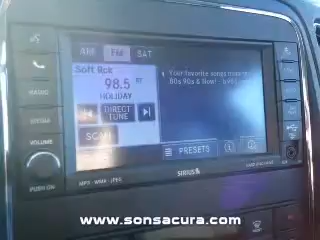 AM FM SAT
Soft Rck
98.5
HOLIDAY
Your favorite songs
80s 90s & Now!
DIRECT
TUNE
SCAN
PRESETS
RADIO
MEDIA
VOLUME
PUSH ON
MP3 · WMA · JPEG
SIRIUS
www.sonsacura.com